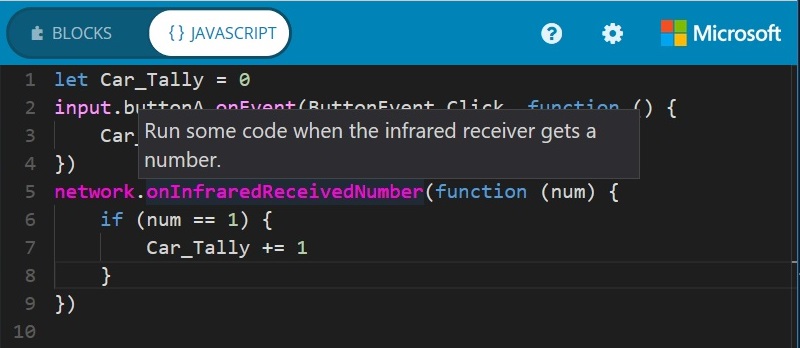 BLOCKS
{ } JAVASCRIPT
?
Microsoft
1 let Car_Tally = 0
2 input.buttonA.onEvent(ButtonEvent.Click, function () {
3 Car_
Run some code when the infrared receiver gets a
number.
4 })
5 network.onInfraredReceivedNumber(function (num) {
6 if (num == 1) {
7 Car_Tally += 1
8 }
9 })
10